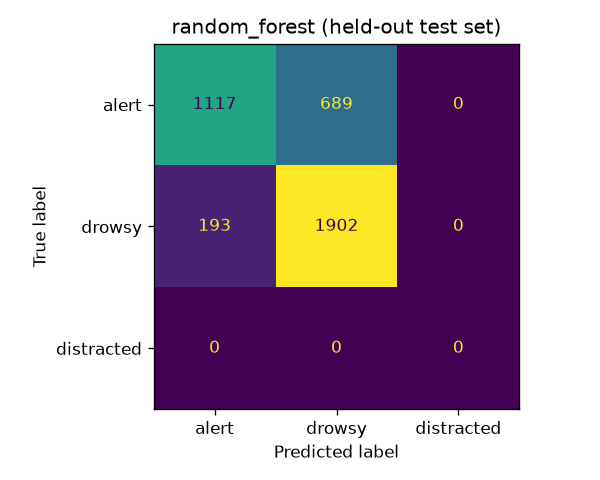 random_forest (held-out test set)
alert 1117 689 0
drowsy 193 1902 0
distracted 0 0 0
True label
alert drowsy distracted
Predicted label